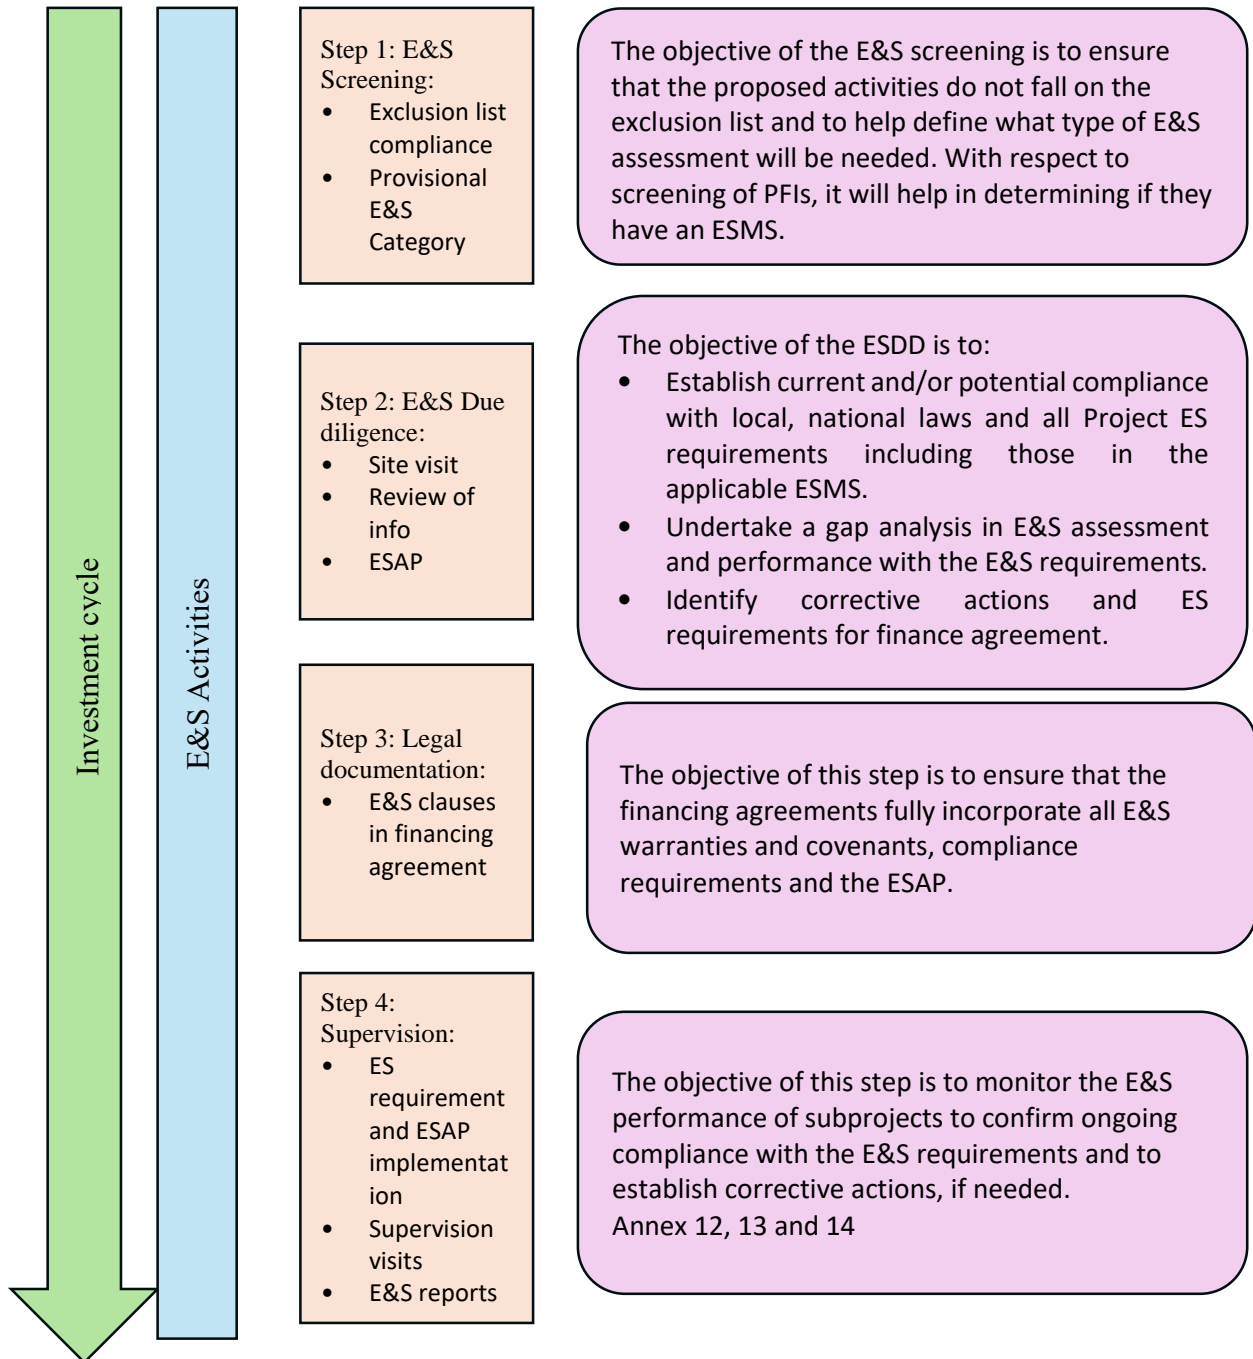 Investment cycle
E&S Activities
Step 1: E&S
Screening:
• Exclusion list
compliance
• Provisional
E&S
Category
The objective of the E&S screening is to ensure
that the proposed activities do not fall on the
exclusion list and to help define what type of E&S
assessment will be needed. With respect to
screening of PFIs, it will help in determining if they
have an ESMS.
Step 2: E&S Due
diligence:
• Site visit
• Review of
info
• ESAP
The objective of the ESDD is to:
• Establish current and/or potential compliance
with local, national laws and all Project ES
requirements including those in the
applicable ESMS.
• Undertake a gap analysis in E&S assessment
and performance with the E&S requirements.
• Identify corrective actions and ES
requirements for finance agreement.
Step 3: Legal
documentation:
• E&S clauses
in financing
agreement
The objective of this step is to ensure that the
financing agreements fully incorporate all E&S
warranties and covenants, compliance
requirements and the ESAP.
Step 4:
Supervision:
• ES
requirement
and ESAP
implementat
ion
• Supervision
visits
• E&S reports
The objective of this step is to monitor the E&S
performance of subprojects to confirm ongoing
compliance with the E&S requirements and to
establish corrective actions, if needed.
Annex 12, 13 and 14